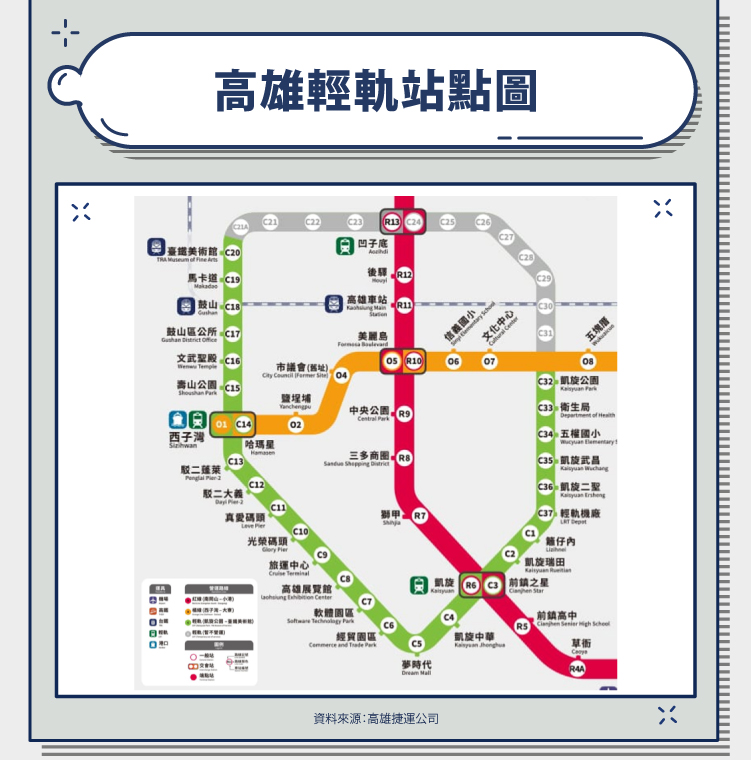 高雄輕軌站點圖
C21A
C21
C22
C23
R13
C24
C25
C26
C27
C28
C29
C30
C31
凹子底
Aozihdi
臺鐵美術館
TRA Museum of Fine Arts
C20
馬卡道
Makadao
C19
後驛
Houyi
R12
鼓山
Gushan
C18
高雄車站
Kaohsiung Main
Station
R11
鼓山區公所
Gushan District Office
C17
美麗島
Formosa Boulevard
O5
R10
信義國小
Sinyi Elementary School
O6
文化中心
Cultural Center
O7
五塊厝
Wukuaicuo
O8
文武聖殿
Wenwu Temple
C16
市議會(舊址)
City Council (Former Site)
O4
壽山公園
Shoushan Park
C15
鹽埕埔
Yanchengpu
O2
O1
C14
西子灣
Sizihwan
哈瑪星
Hamasen
中央公園
Central Park
R9
三多商圈
Sanduo Shopping District
R8
獅甲
Shihjia
R7
C32
凱旋公園
Kaisyuan Park
C33
衛生局
Department of Health
C34
五權國小
Wucyuan Elementary S
C35
凱旋武昌
Kaisyuan Wuchang
C36
凱旋二聖
Kaisyuan Ersheng
C37
輕軌機廠
LRT Depot
C1
籬仔內
Lizihnei
C2
凱旋瑞田
Kaisyuan Rueitian
C13
駁二蓬萊
Penglai Pier-2
C12
駁二大義
Dayi Pier-2
C11
真愛碼頭
Love Pier
C10
光榮碼頭
Glory Pier
C9
旅運中心
Cruise Terminal
C8
高雄展覽館
aohsiung Exhibition Center
C7
軟體園區
Software Technology Park
C6
經貿園區
Commerce and Trade Park
C5
夢時代
Dream Mall
C4
凱旋中華
Kaisyuan Jhonghua
凱旋
Kaisyuan
R6
C3
前鎮之星
Cianjhen Star
R5
前鎮高中
Cianjhen Senior High School
草衙
Caoya
R4A
機場
高鐵
台鐵
輕軌
港口
紅線(南岡山－小港)
橘線(西子灣－大寮)
輕軌(凱旋公園－臺鐵美術館)
輕軌(暫不營運)
一般站
交會站
端點站
資料來源:高雄捷運公司